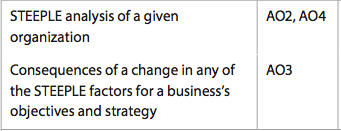 STEEPLE analysis of a given
organization
AO2, AO4
Consequences of a change in any of
the STEEPLE factors for a business's
objectives and strategy
AO3